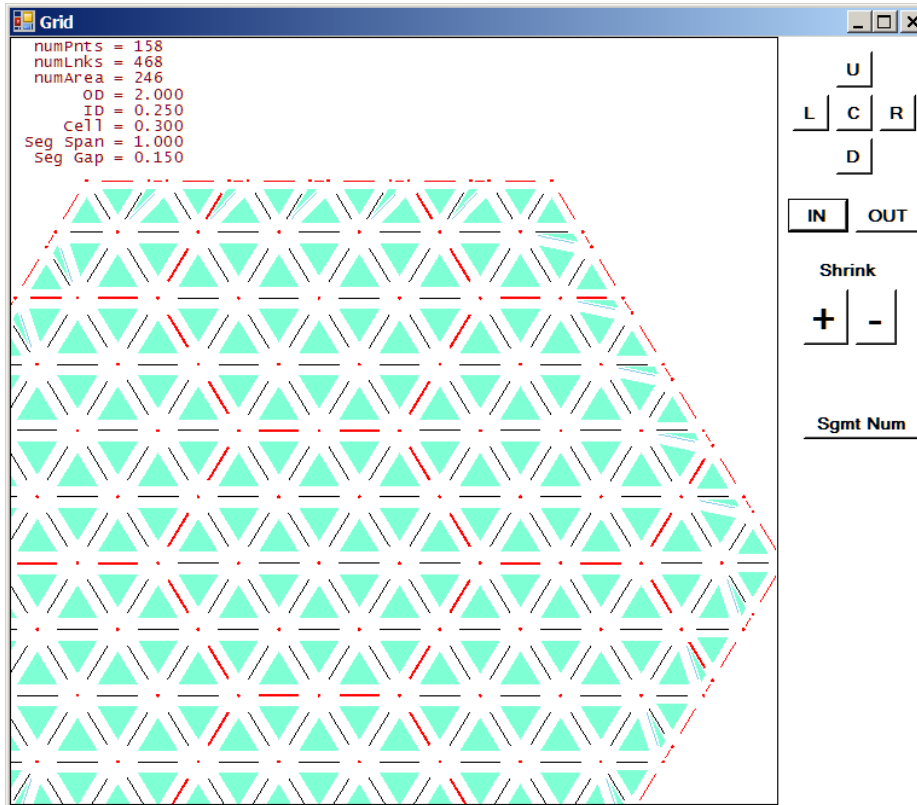 Grid
numPnts = 158
numLnks = 468
numArea = 246
OD = 2.000
ID = 0.250
Cell = 0.300
Seg Span = 1.000
Seg Gap = 0.150
U
L C R
D
IN OUT
Shrink
+ -
Sgmt Num